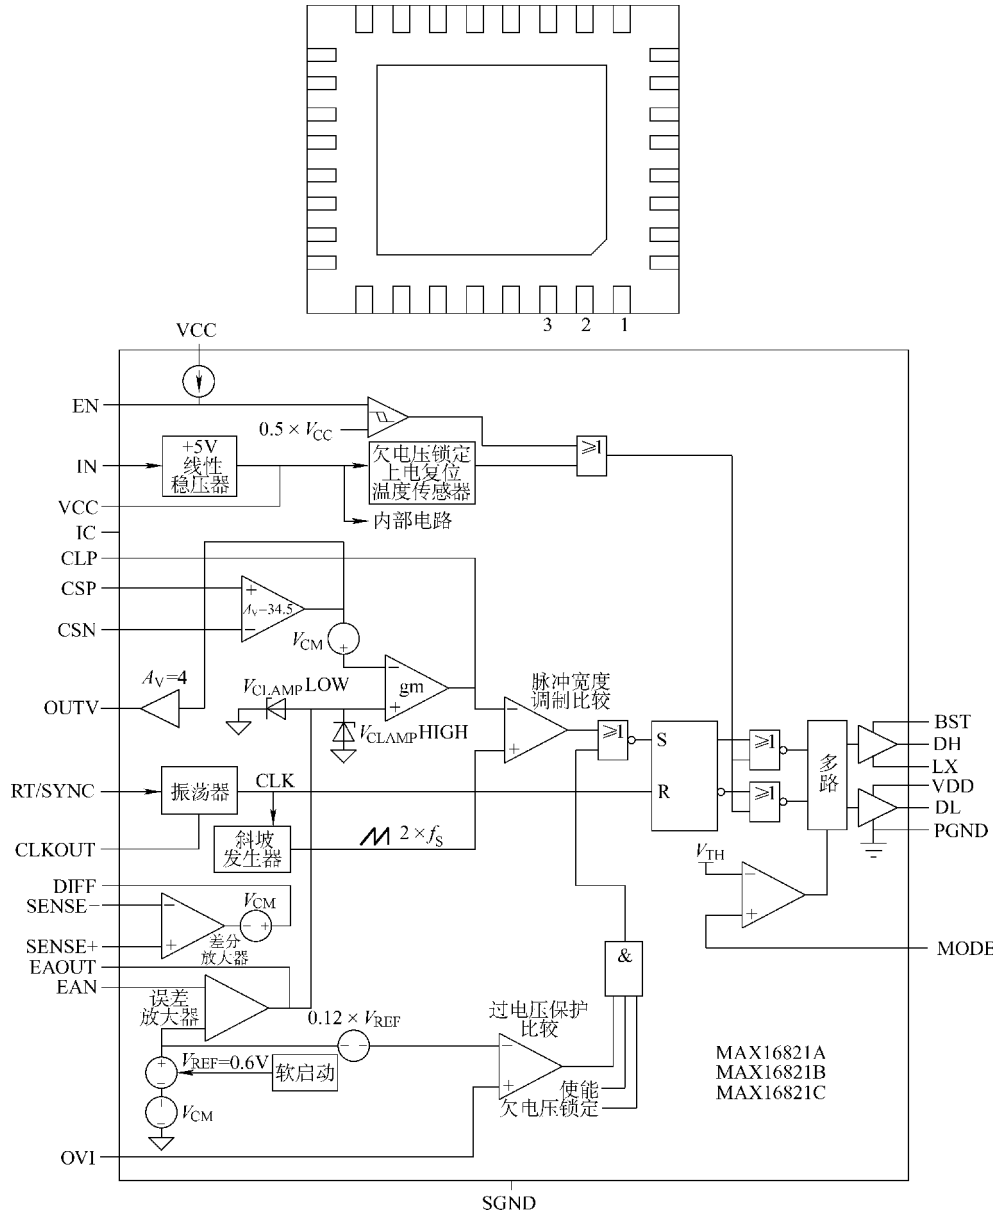 3 2 1
VCC
EN
0.5 × VCC
≥1
IN
+5V
线性
稳压器
欠电压锁定
上电复位
温度传感器
VCC
内部电路
IC
CLP
CSP
+
AV=34.5
CSN
−
VCM
+
AV=4
OUTV
VCLAMP LOW
VCLAMP HIGH
−
gm
+
脉冲宽度
调制比较
−
+
≥1
S
R
≥1
≥1
多路
BST
DH
LX
VDD
DL
PGND
RT/SYNC
振荡器
CLK
CLKOUT
斜坡
发生器
2 × fS
VTH
−
+
MODE
DIFF
SENSE−
−
VCM
− +
SENSE+
+
差分
放大器
EAOUT
EAN
误差
放大器
0.12 × VREF
过电压保护
比较
&
−
+
+
−
VREF=0.6V
软启动
VCM
−
使能
欠电压锁定
OVI
MAX16821A
MAX16821B
MAX16821C
SGND